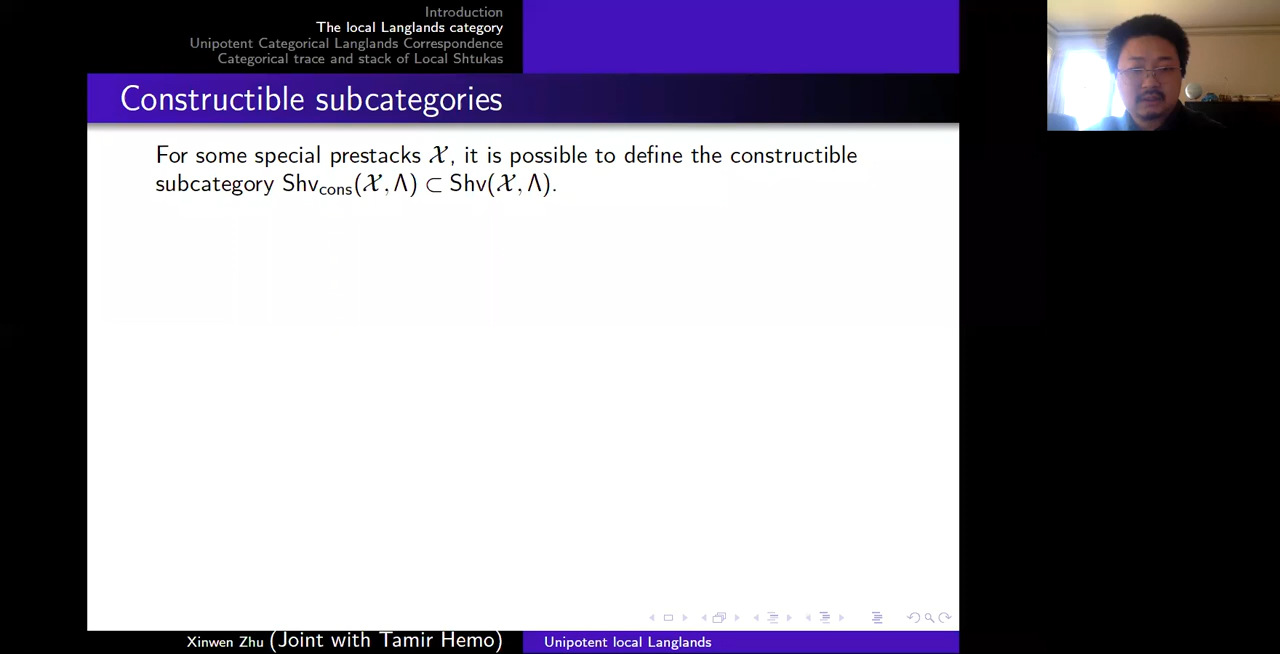 Introduction
The local Langlands category
Unipotent Categorical Langlands Correspondence
Categorical trace and stack of Local Shtukas
Constructible subcategories
For some special prestacks 𝒳, it is possible to define the constructible
subcategory Shv_cons(𝒳, Λ) ⊂ Shv(𝒳, Λ).
Xinwen Zhu (Joint with Tamir Hemo)
Unipotent local Langlands